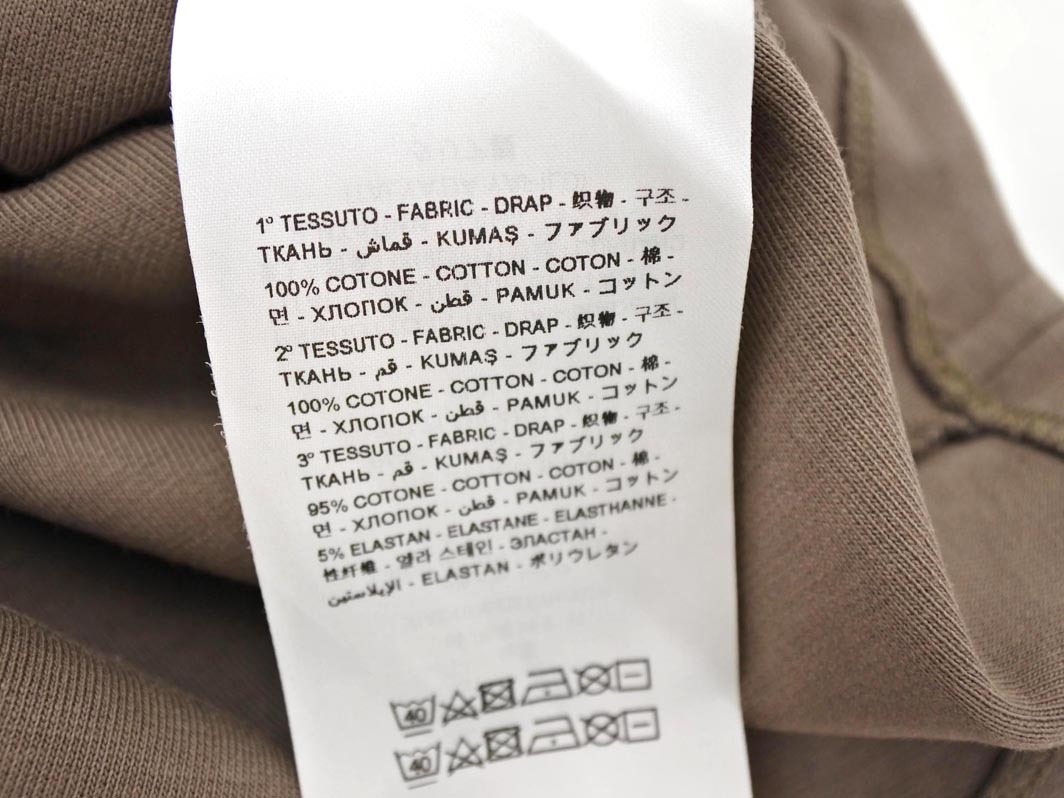 1° TESSUTO - FABRIC - DRAP - 织物 - 구조 -
ТКАНЬ - قماش - KUMAŞ - ファブリック
100% COTONE - COTTON - COTON - 棉 -
면 - ХЛОПОК - قطن - PAMUK - コットン
2° TESSUTO - FABRIC - DRAP - 织物 - 구조 -
ТКАНЬ - قم - KUMAŞ - ファブリック
100% COTONE - COTTON - COTON - 棉 -
면 - ХЛОПОК - قطن - PAMUK - コットン
3° TESSUTO - FABRIC - DRAP - 织物 - 구조 -
ТКАНЬ - قم - KUMAŞ - ファブリック
95% COTONE - COTTON - COTON - 棉 -
면 - ХЛОПОК - قطن - PAMUK - コットン
5% ELASTAN - ELASTANE - ELASTHANNE -
性纤维 - 엘라 스테인 - ЭЛАСТАН -
الإيلاستين - ELASTAN - ポリウレタン
40
40